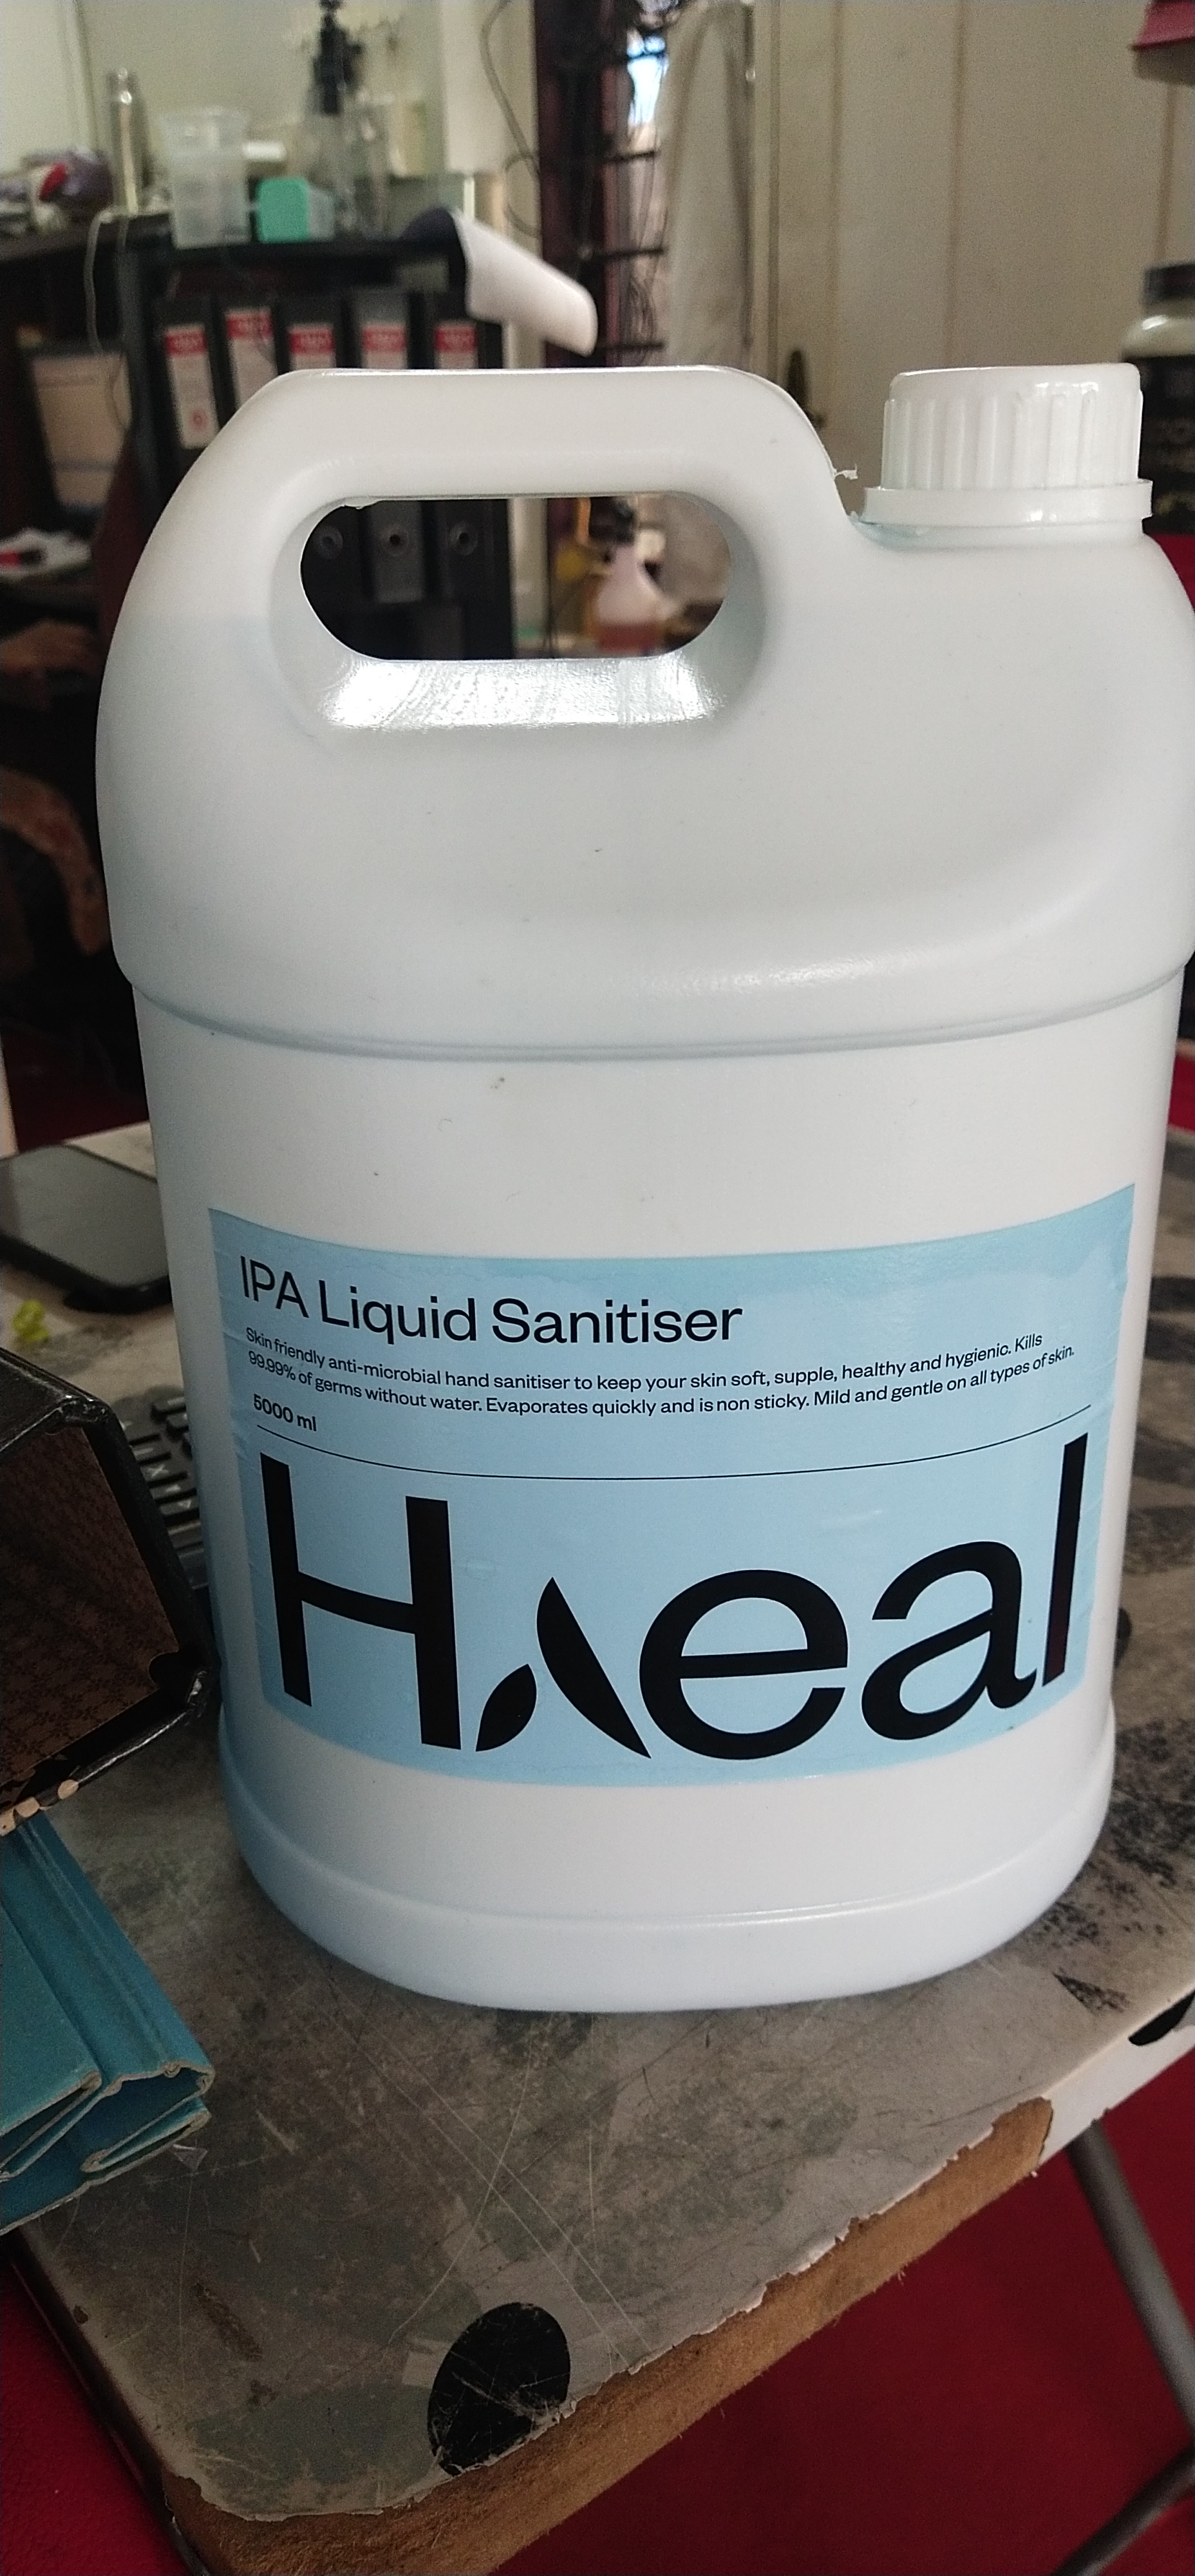 IPA Liquid Sanitiser
Skin friendly anti-microbial hand sanitiser to keep your skin soft, supple, healthy and hygienic. Kills
99.99% of germs without water. Evaporates quickly and is non sticky. Mild and gentle on all types of skin.
5000 ml
Heal